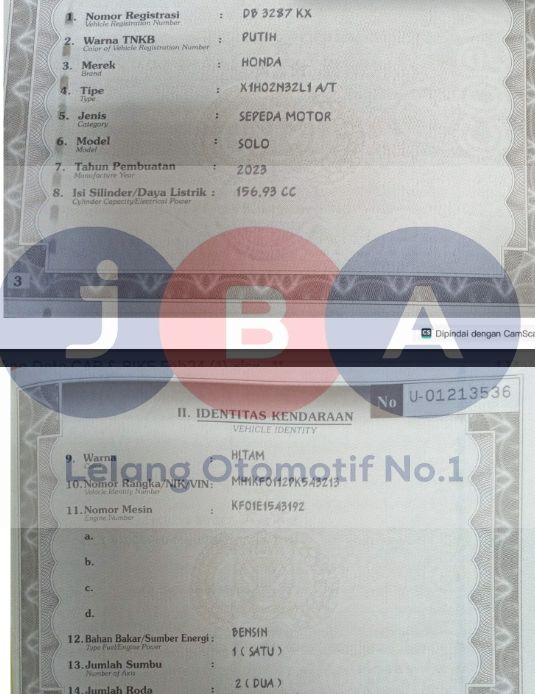 1. Nomor Registrasi : DB 3287 KX
Vehicle Registration Number
2. Warna TNKB : PUTIH
Color of Vehicle Registration Number
3. Merek : HONDA
Brand
4. Tipe : X1H02N32L1 A/T
Type
5. Jenis : SEPEDA MOTOR
Category
6. Model : SOLO
Model
7. Tahun Pembuatan : 2023
Manufacture Year
8. Isi Silinder/Daya Listrik : 156,93 CC
Cylinder Capacity/Electrical Power
3
jBA
CS Dipindai dengan CamSca
No U-01213536
II. IDENTITAS KENDARAAN
VEHICLE IDENTITY
9. Warna : HITAM
Lelang Otomotif No.1
10. Nomor Rangka/NIK/VIN: MH1KF0112PK543213
Vehicle Identity Number
11. Nomor Mesin : KF01E1543192
Engine Number
a.
b.
c.
d.
12. Bahan Bakar/Sumber Energi : BENSIN
Type Fuel/Engine Power
13. Jumlah Sumbu : 1 ( SATU )
Number of Axis
14. Jumlah Roda : 2 ( DUA )